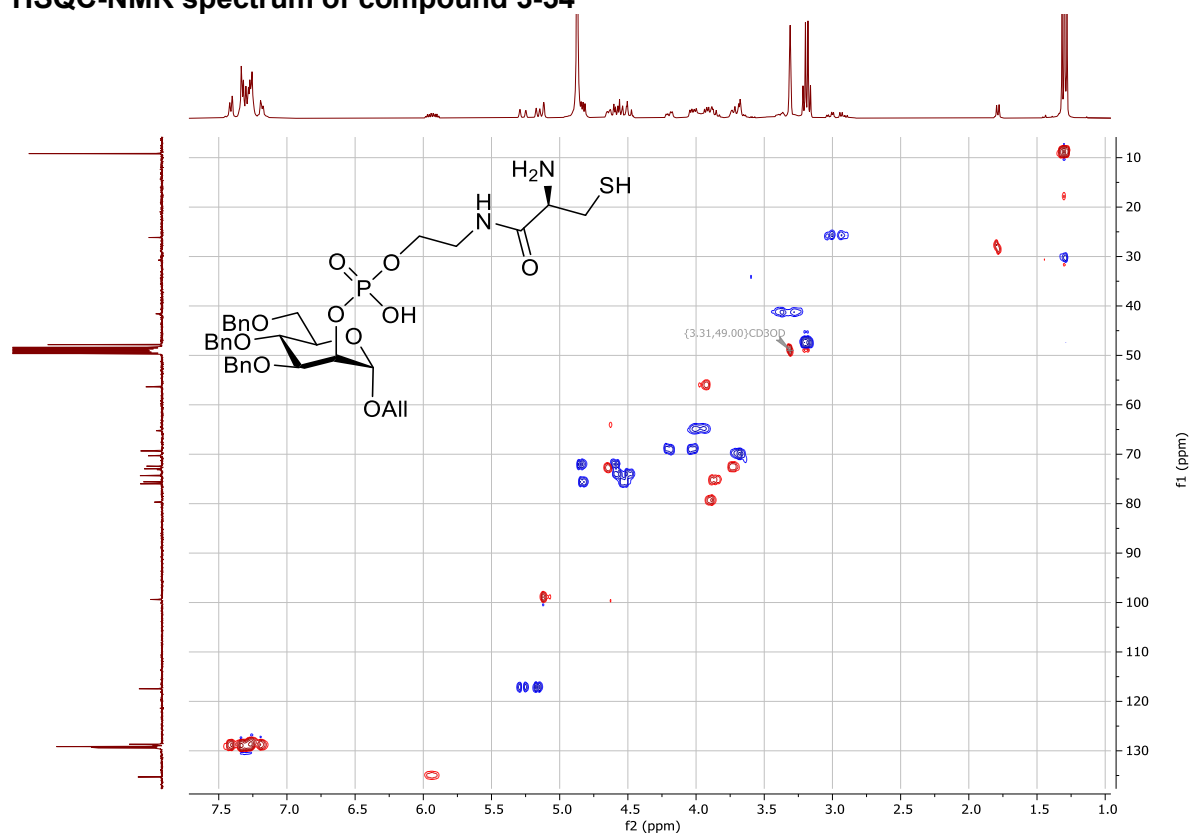 HSQC-NMR spectrum of compound 5-54
H₂N
SH
H
N
O
O
O
P
OH
O
BnO
O
BnO
BnO
OAll
{3.31,49.00}CD3OD
10
20
30
40
50
60
70
80
90
100
110
120
130
f1 (ppm)
7.5 7.0 6.5 6.0 5.5 5.0 4.5 4.0 3.5 3.0 2.5 2.0 1.5 1.0
f2 (ppm)